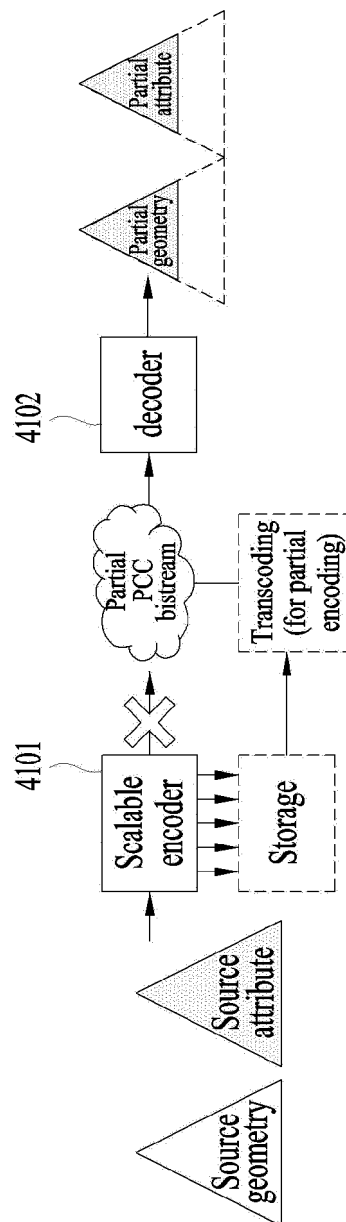 Source
geometry
Source
attribute
4101
Scalable
encoder
Storage
Partial
PCC
bistream
Transcoding
(for partial
encoding)
4102
decoder
Partial
geometry
Partial
attribute